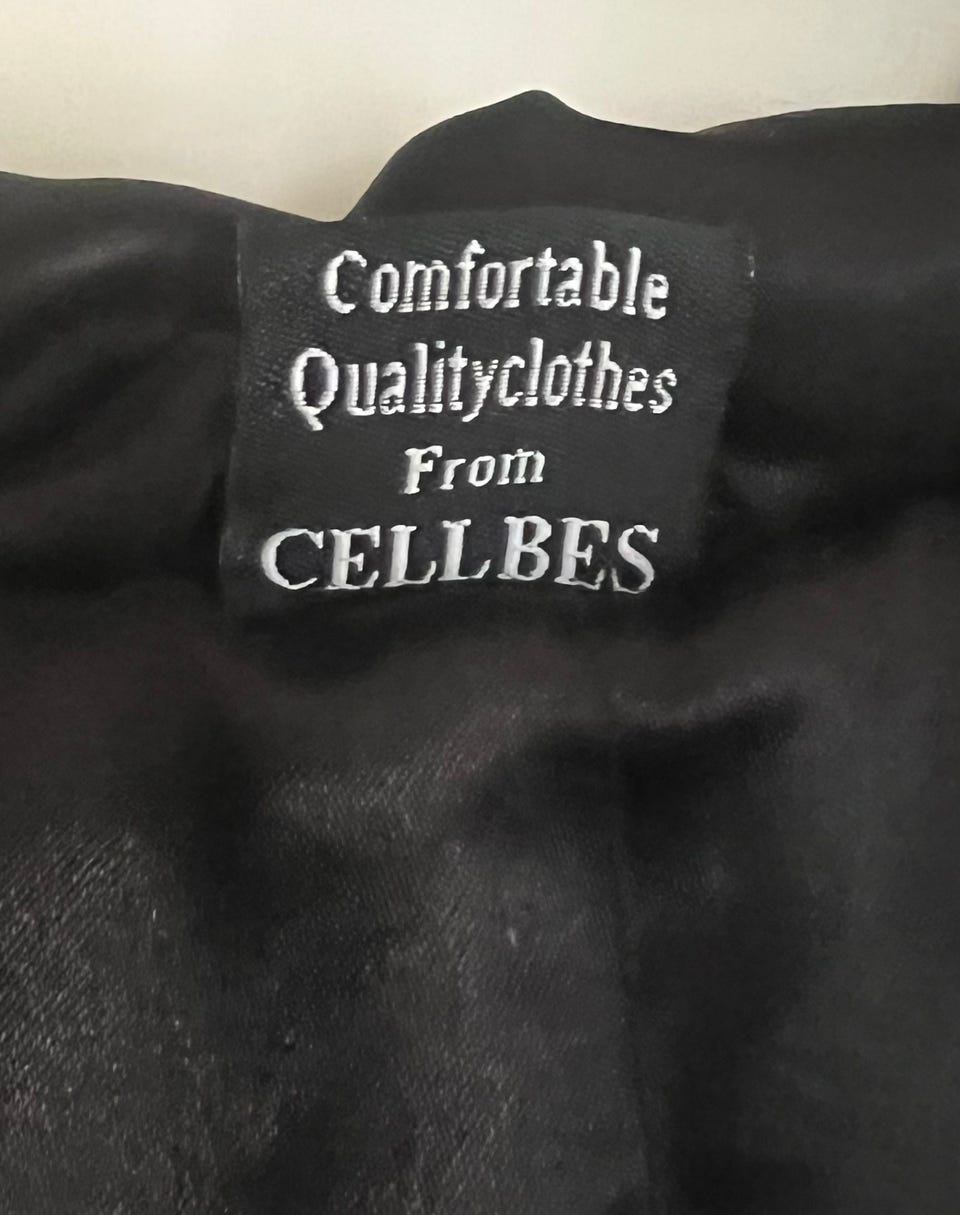 Comfortable
Qualityclothes
From
CELLBES